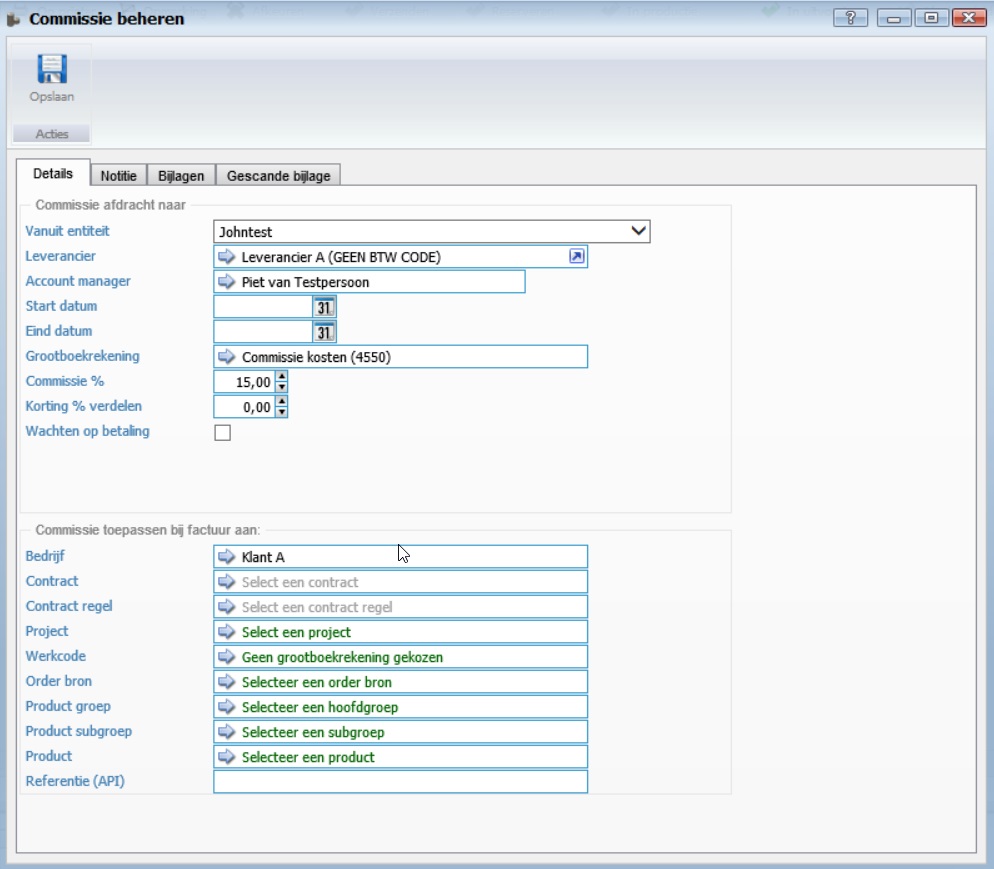 Commissie beheren
Opslaan
Acties
Details Notitie Bijlagen Gescande bijlage
Commissie afdracht naar
Vanuit entiteit Johntest
Leverancier Leverancier A (GEEN BTW CODE)
Account manager Piet van Testpersoon
Start datum 31
Eind datum 31
Grootboekrekening Commissie kosten (4550)
Commissie % 15,00
Korting % verdelen 0,00
Wachten op betaling
Commissie toepassen bij factuur aan:
Bedrijf Klant A
Contract Select een contract
Contract regel Select een contract regel
Project Select een project
Werkcode Geen grootboekrekening gekozen
Order bron Selecteer een order bron
Product groep Selecteer een hoofdgroep
Product subgroep Selecteer een subgroep
Product Selecteer een product
Referentie (API)